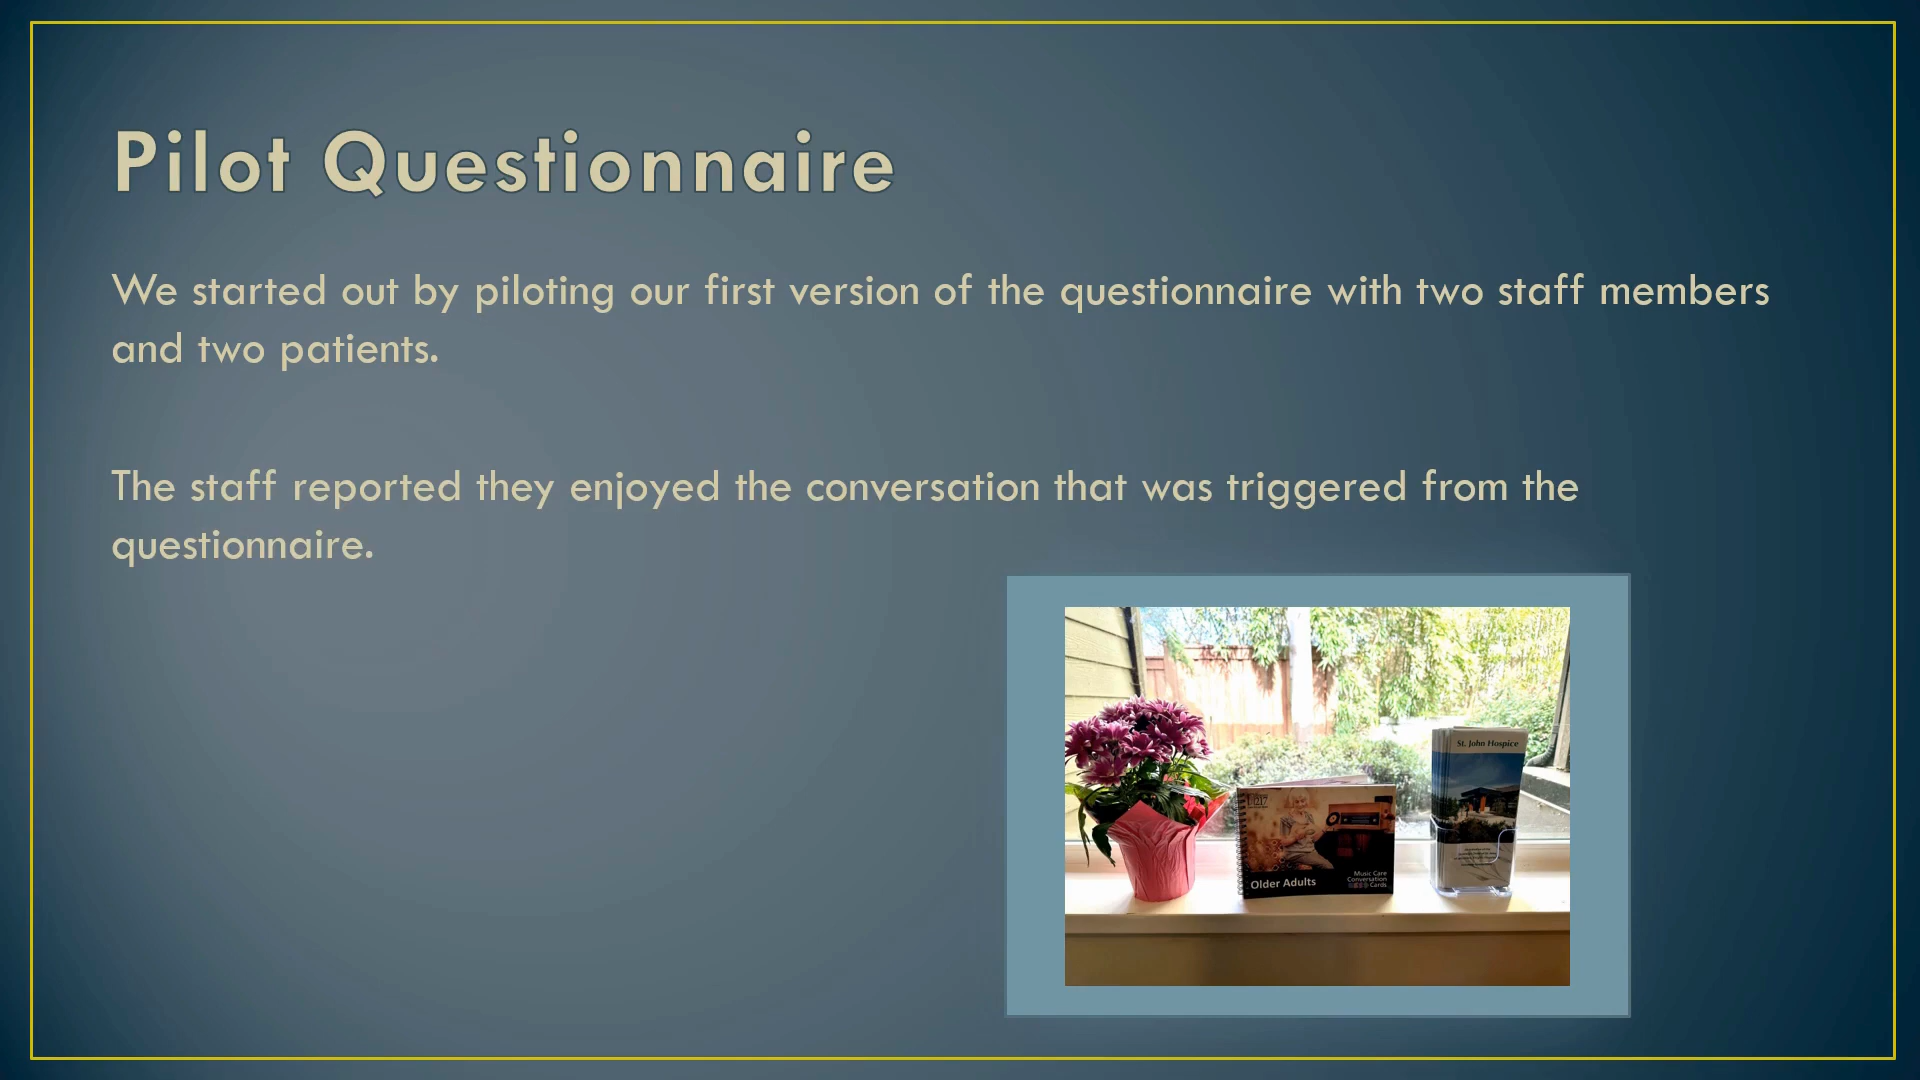 Pilot Questionnaire
We started out by piloting our first version of the questionnaire with two staff members
and two patients.
The staff reported they enjoyed the conversation that was triggered from the
questionnaire.
Older Adults
Music Care
Conversation
Cards
St. John Hospice